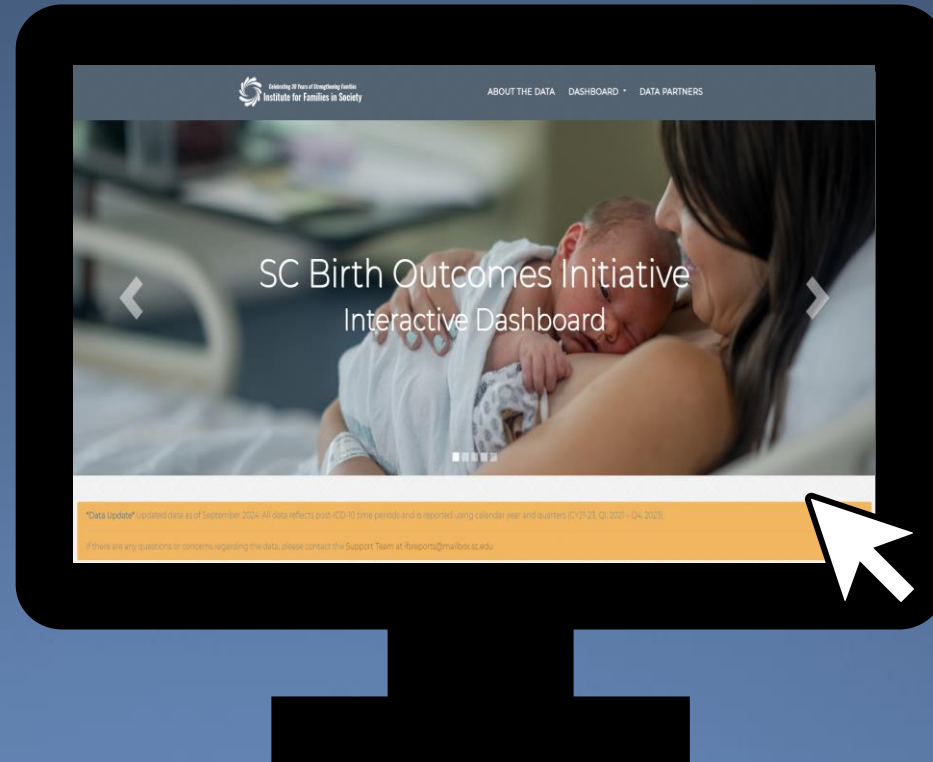 Celebrating 30 Years of Strengthening Families
Institute for Families in Society
ABOUT THE DATA DASHBOARD DATA PARTNERS
SC Birth Outcomes Initiative
Interactive Dashboard
"Data Update" Updated data as of September 2024. All data reflects post, ICD-10 time periods and is reported using calendar year and quarters (CY21-23, Q1, 2021 – Q4, 2023).
If there are any questions to concerns regarding the data, please contact the Support Team at ifsreports@mailbox.sc.edu